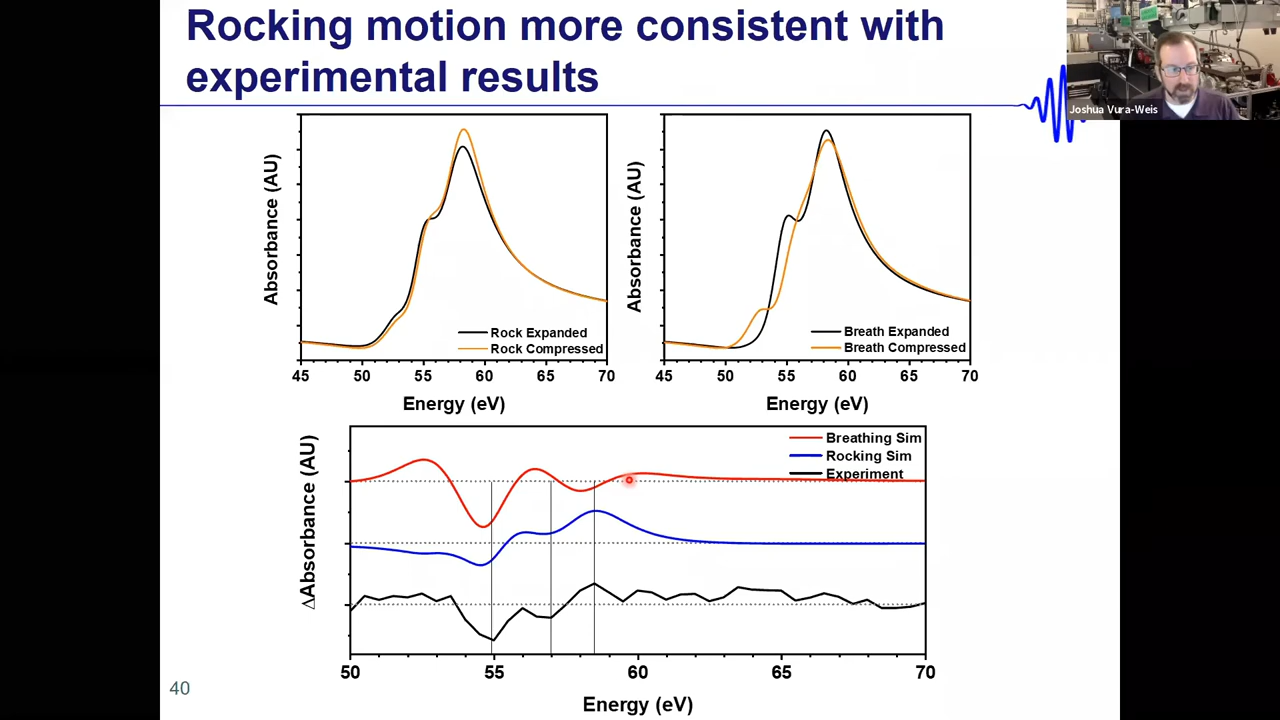 Rocking motion more consistent with
experimental results
Joshua Vura-Weis
Absorbance (AU)
Rock Expanded
Rock Compressed
45 50 55 60 65 70
Energy (eV)
Absorbance (AU)
Breath Expanded
Breath Compressed
45 50 55 60 65 70
Energy (eV)
ΔAbsorbance (AU)
Breathing Sim
Rocking Sim
Experiment
50 55 60 65 70
Energy (eV)
40